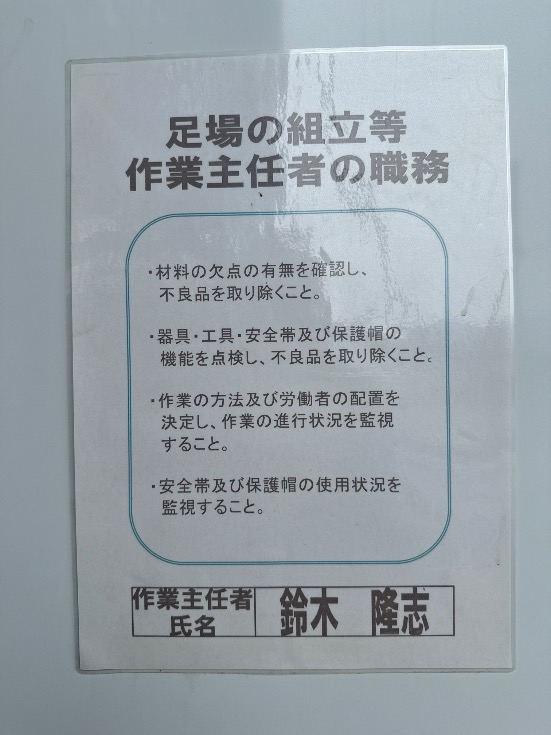 足場の組立等
作業主任者の職務
・材料の欠点の有無を確認し、
不良品を取り除くこと。
・器具・工具・安全帯及び保護帽の
機能を点検し、不良品を取り除くこと。
・作業の方法及び労働者の配置を
決定し、作業の進行状況を監視
すること。
・安全帯及び保護帽の使用状況を
監視すること。
作業主任者
氏名
鈴木　隆志